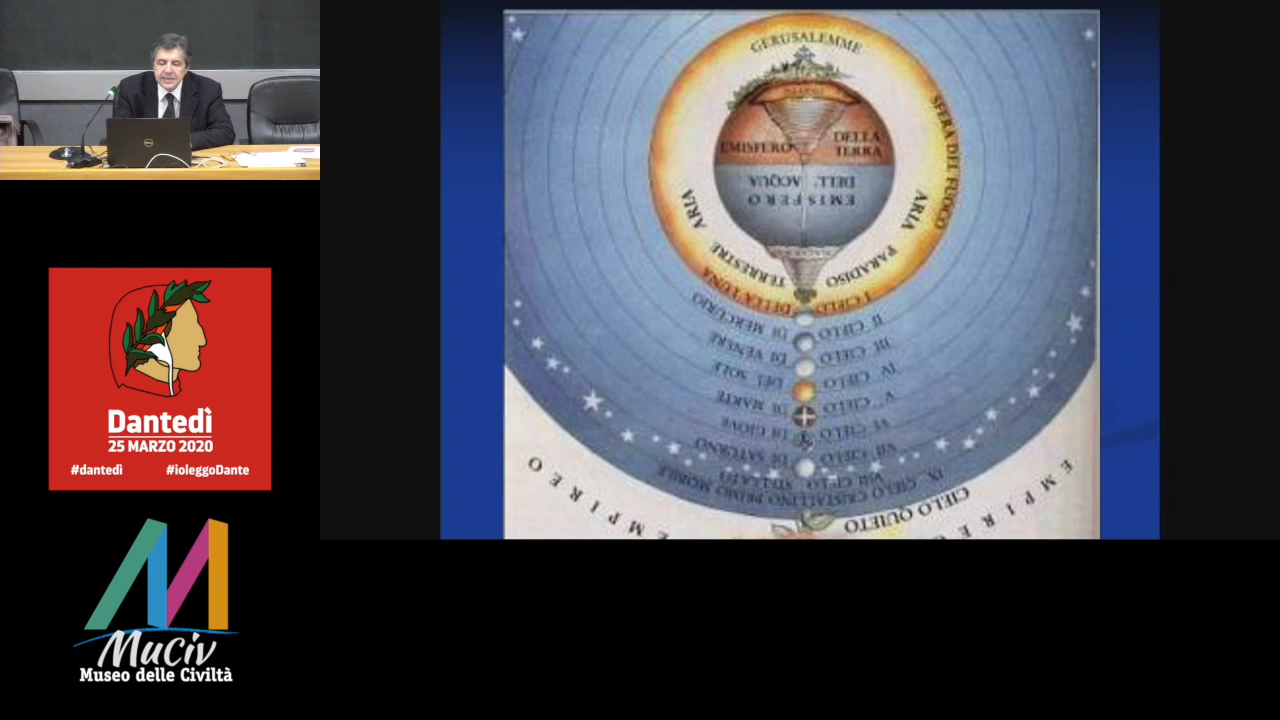 Dantedì
25 MARZO 2020
#dantedì #ioleggoDante
MuCiv
Museo delle Civiltà
DELL
GERUSALEMME
SFERA DEL FUOCO
EMISFERO DELLA TERRA
EMISFERO DELL' ACQUA
ARIA
ARIA
PARADISO TERRESTRE
I CIELO DELLA LUNA
II CIELO DI MERCURIO
III CIELO DI VENERE
IV CIELO DEL SOLE
V CIELO DI MARTE
VI CIELO DI GIOVE
VII CIELO DI SATURNO
VIII CIELO STELLATO
IX CIELO CRISTALLINO PRIMO MOBILE
CIELO QUIETO
EMPIREO
EMPIREO